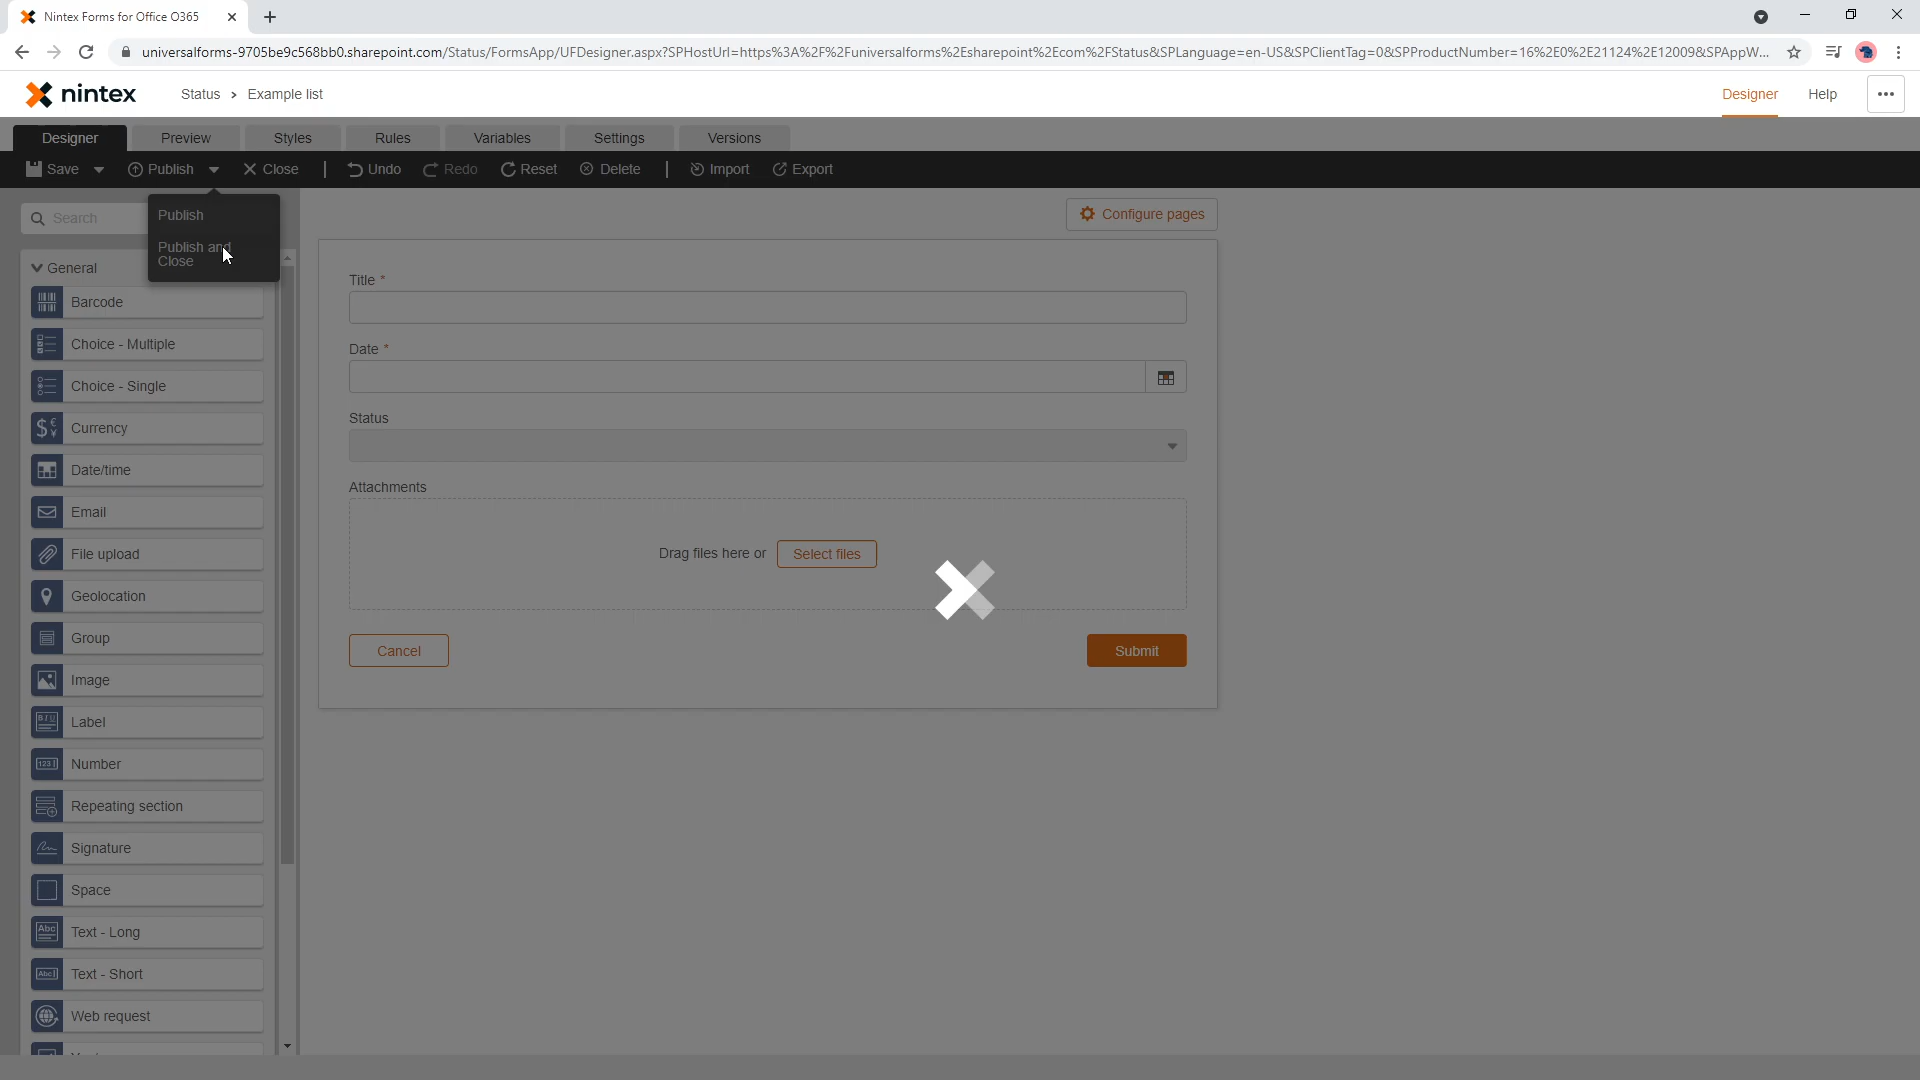 Nintex Forms for Office O365
universalforms-9705be9c568bb0.sharepoint.com/Status/FormsApp/UFDesigner.aspx?SPHostUrl=https%3A%2F%2Funiversalforms%2Esharepoint%2Ecom%2FStatus&SPLanguage=en-US&SPClientTag=0&SPProductNumber=16%2E0%2E21124%2E12009&SPAppW...
nintex Status > Example list Designer Help
Designer Preview Styles Rules Variables Settings Versions
Save Publish Close | Undo Redo Reset Delete | Import Export
Search
Publish
Publish and
Close
Configure pages
General
Barcode
Choice - Multiple
Choice - Single
Currency
Date/time
Email
File upload
Geolocation
Group
Image
Label
Number
Repeating section
Signature
Space
Text - Long
Text - Short
Web request
Title *
Date *
Status
Attachments
Drag files here or Select files
Cancel Submit